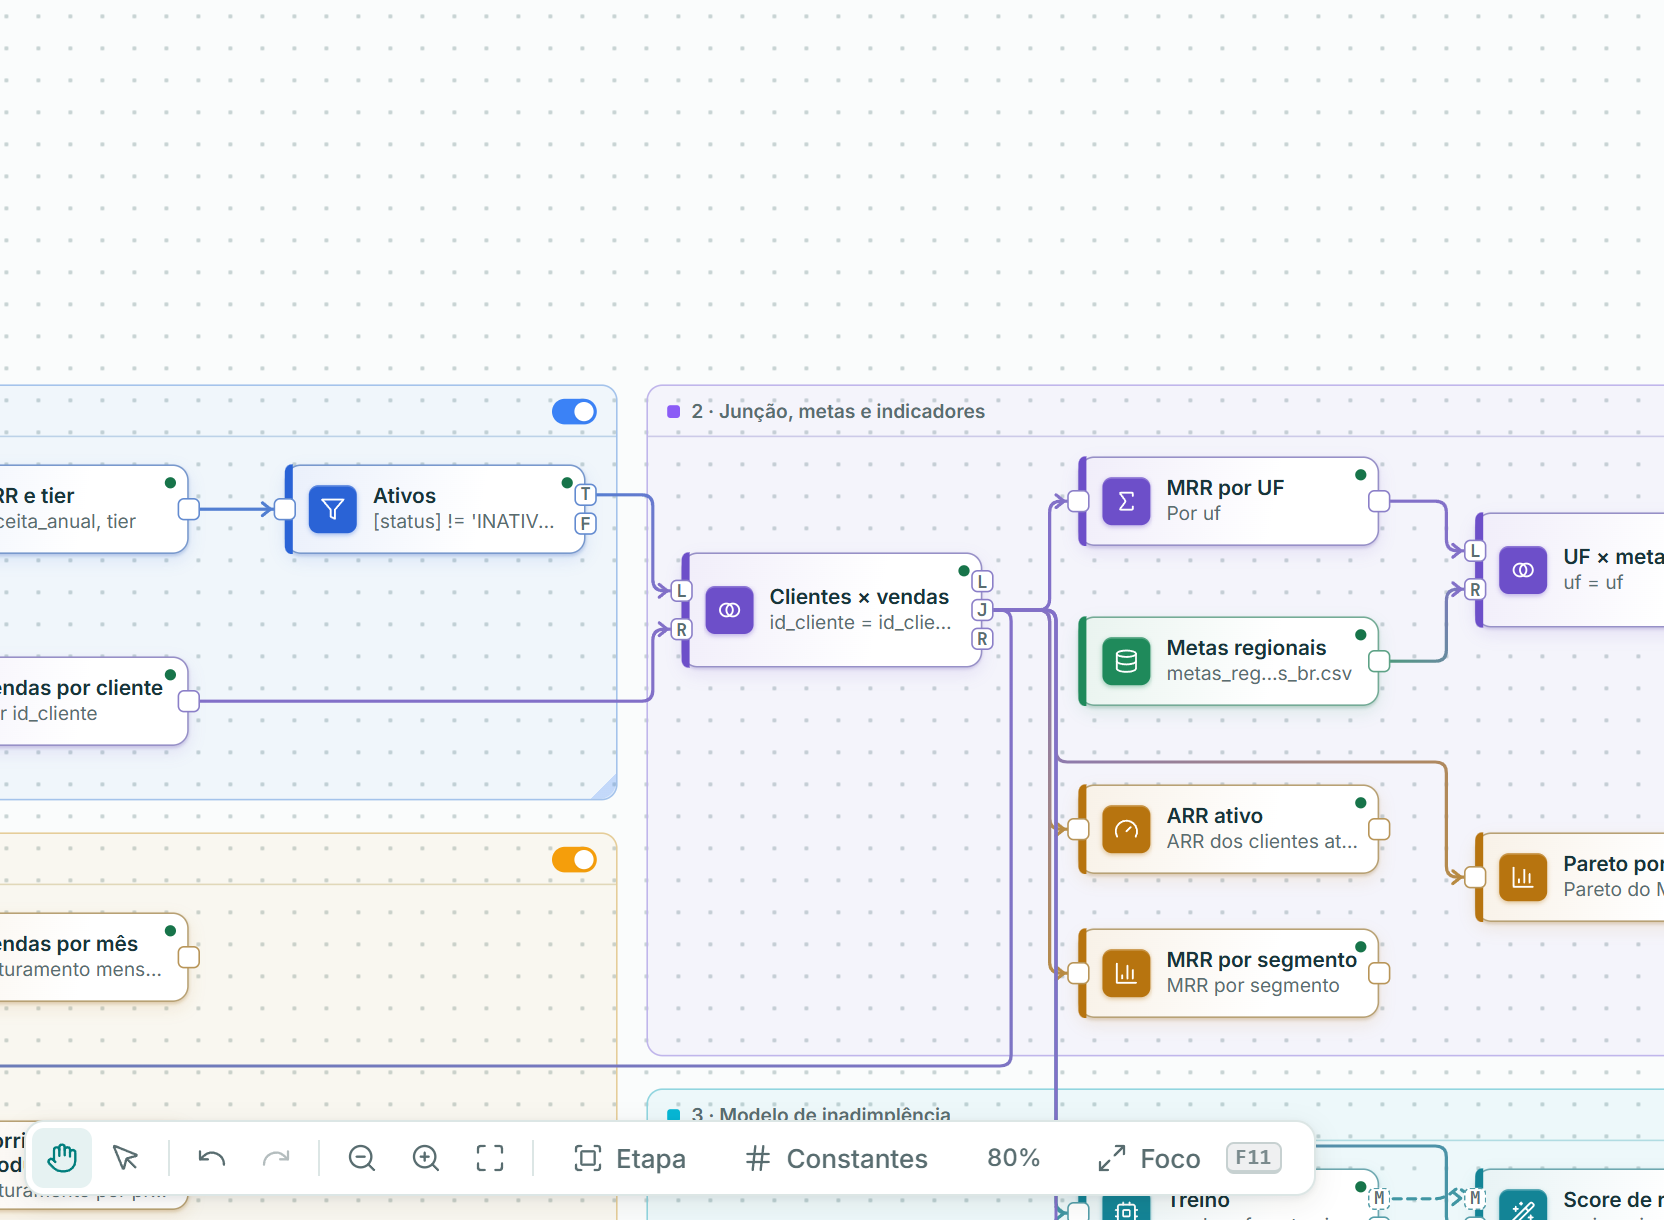 2 · Junção, metas e indicadores
RR e tier
ceita_anual, tier
Ativos
[status] != 'INATIV...
T
F
MRR por UF
Por uf
L
R
UF × meta
uf = uf
L
R
Clientes × vendas
id_cliente = id_clie...
L
J
R
Metas regionais
metas_reg...s_br.csv
endas por cliente
r id_cliente
ARR ativo
ARR dos clientes at...
Pareto por
Pareto do M
endas por mês
turamento mens...
MRR por segmento
MRR por segmento
3 · Modelo de inadimplência
Etapa
Constantes
80%
Foco
F11
Treino
M
M
Score de r